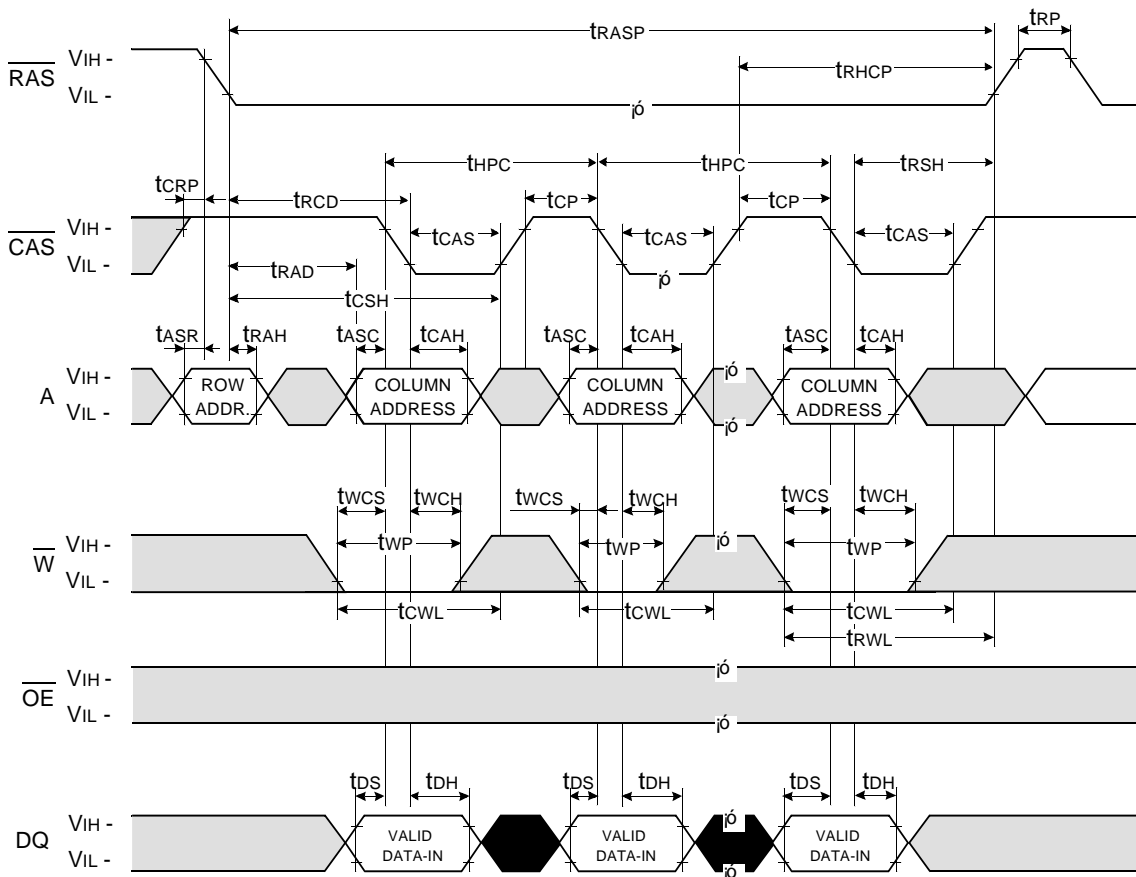 tRASP
tRP
RAS
VIH -
VIL -
tRHCP
¡ó
tHPC
tHPC
tRSH
tCRP
tRCD
tCP
tCP
CAS
VIH -
VIL -
tCAS
tCAS
tCAS
¡ó
tRAD
tCSH
tASR
tRAH
tASC
tCAH
tASC
tCAH
tASC
tCAH
A
VIH -
VIL -
ROW
ADDR.
COLUMN
ADDRESS
COLUMN
ADDRESS
¡ó
¡ó
COLUMN
ADDRESS
tWCS
tWCH
tWCS
tWCH
tWCS
tWCH
W
VIH -
VIL -
tWP
tWP
¡ó
tWP
¡ó
tCWL
tCWL
tCWL
tRWL
OE
VIH -
VIL -
¡ó
¡ó
tDS
tDH
tDS
tDH
tDS
tDH
DQ
VIH -
VIL -
VALID
DATA-IN
VALID
DATA-IN
¡ó
¡ó
VALID
DATA-IN